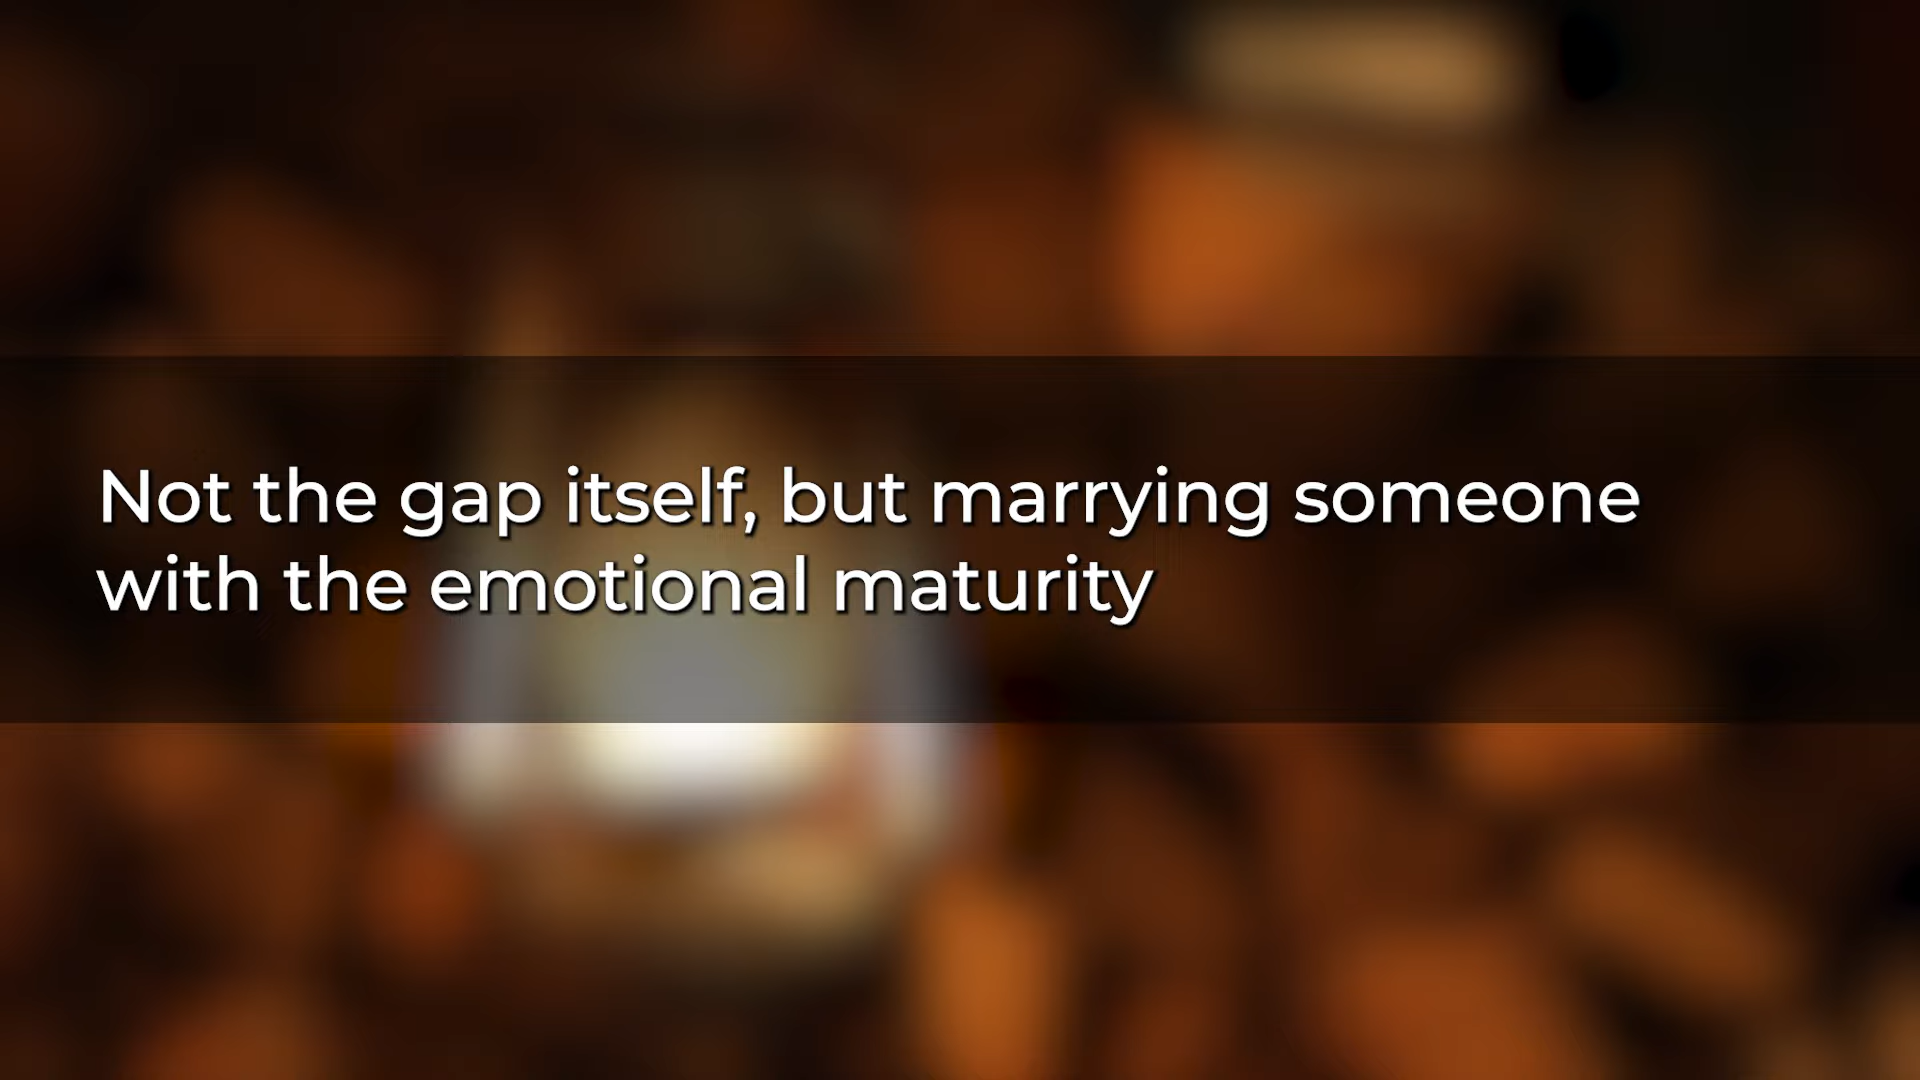 Not the gap itself, but marrying someone
with the emotional maturity